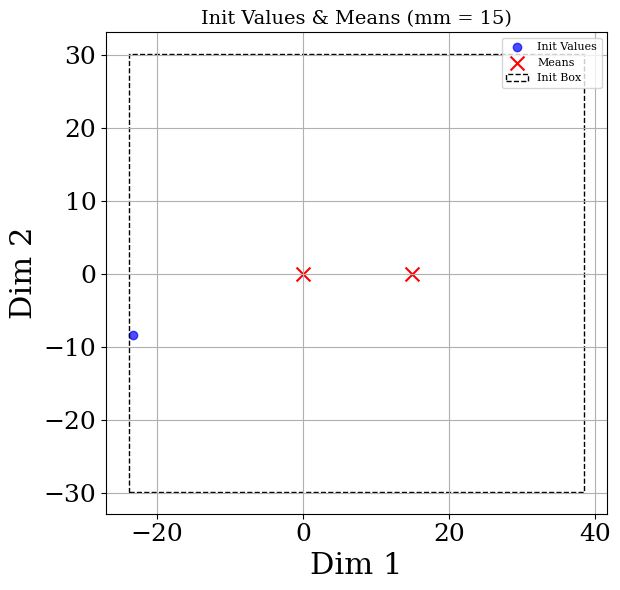 Init Values & Means (mm = 15)
Init Values
Means
Init Box
30
20
10
0
−10
−20
−30
Dim 2
−20 0 20 40
Dim 1